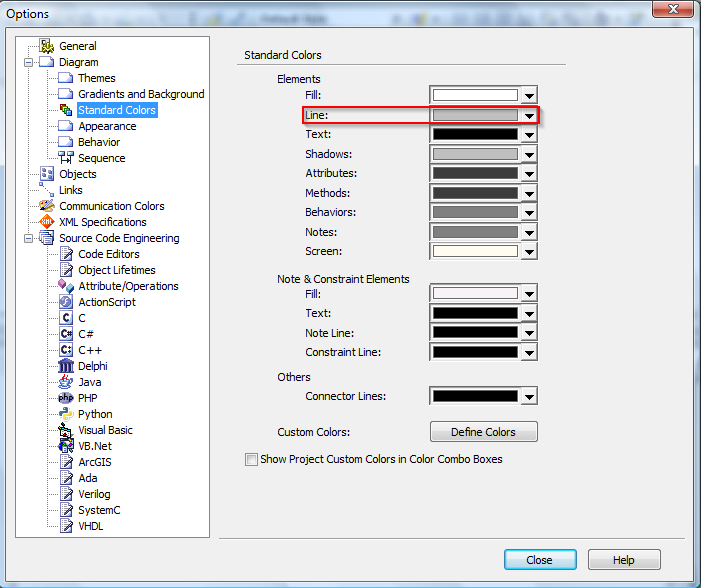 Options
General
Diagram
Themes
Gradients and Background
Standard Colors
Appearance
Behavior
Sequence
Objects
Links
Communication Colors
XML Specifications
Source Code Engineering
Code Editors
Object Lifetimes
Attribute/Operations
ActionScript
C
C#
C++
Delphi
Java
PHP
Python
Visual Basic
VB.Net
ArcGIS
Ada
Verilog
SystemC
VHDL
Standard Colors
Elements
Fill:
Line:
Text:
Shadows:
Attributes:
Methods:
Behaviors:
Notes:
Screen:
Note & Constraint Elements
Fill:
Text:
Note Line:
Constraint Line:
Others
Connector Lines:
Custom Colors:
Define Colors
Show Project Custom Colors in Color Combo Boxes
Close
Help